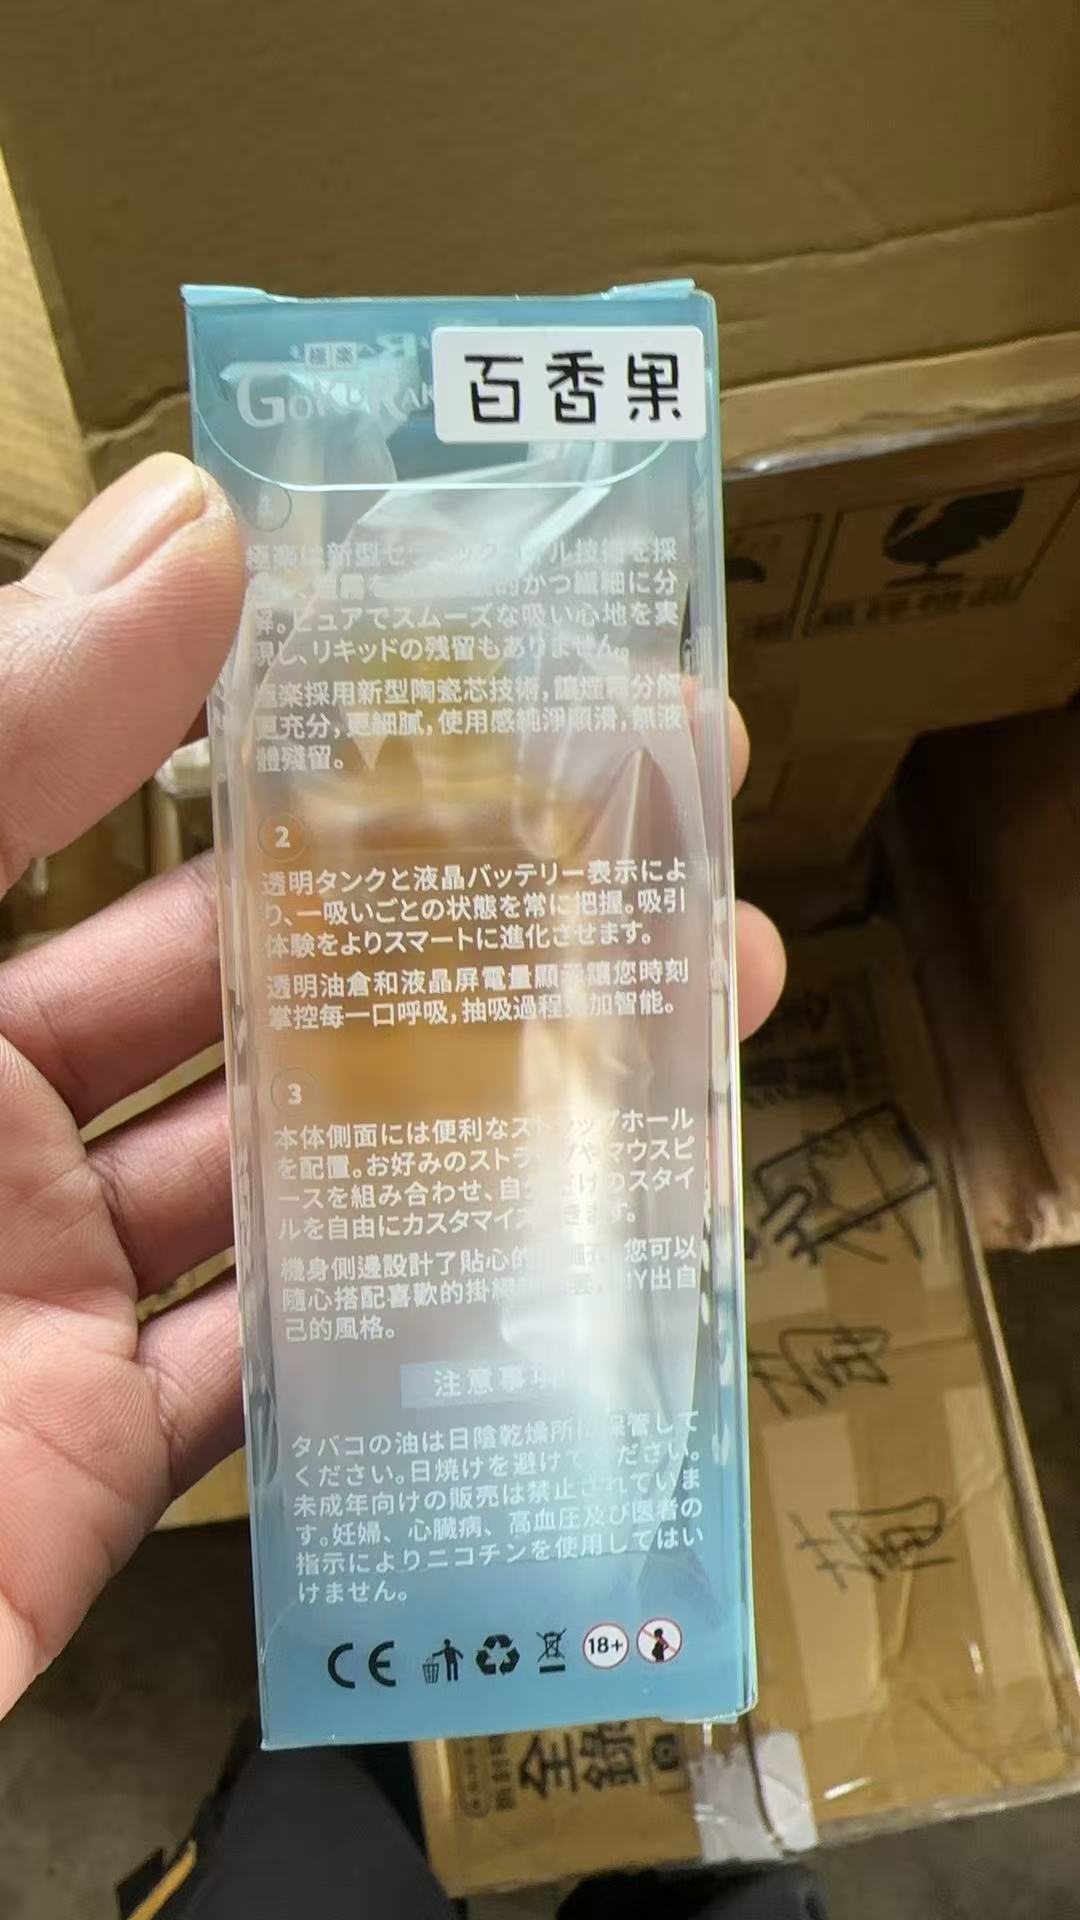 極楽
GOKURAK
百香果
1
極楽は新型セラミックコイル技術を採
霧を的かつ繊細に分
解。ピュアでスムーズな吸い心地を実
現し、リキッドの残留もありません。
極楽採用新型陶瓷芯技術，讓煙霧分解
更充分，更細膩，使用感純淨順滑，無液
體殘留。
2
透明タンクと液晶バッテリー表示によ
り、一吸いごとの状態を常に把握。吸引
体験をよりスマートに進化させます。
透明油倉和液晶屏電量顯示讓您時刻
掌控每一口呼吸，抽吸過程更加智能。
3
本体側面には便利なストラップホール
を配置。お好みのストラップやマウスピ
ースを組み合わせ、自分だけのスタイ
ルを自由にカスタマイズできます。
機身側邊設計了貼心的 您可以
隨心搭配喜歡的掛繩 DIY出自
己的風格。
注意事項
タバコの油は日陰乾燥所に保管して
ください。日焼けを避けてください。
未成年向けの販売は禁止されていま
す。妊婦、心臓病、高血圧及び医者の
指示によりニコチンを使用してはい
けません。
CE
18+
全錄